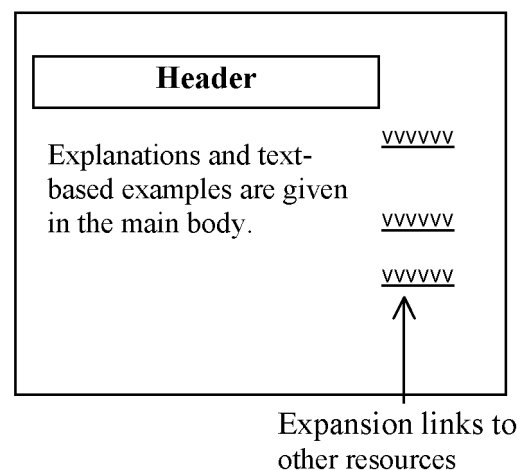 Header
Explanations and text-
based examples are given
in the main body.
vvvvvv
vvvvvv
vvvvvv
Expansion links to
other resources